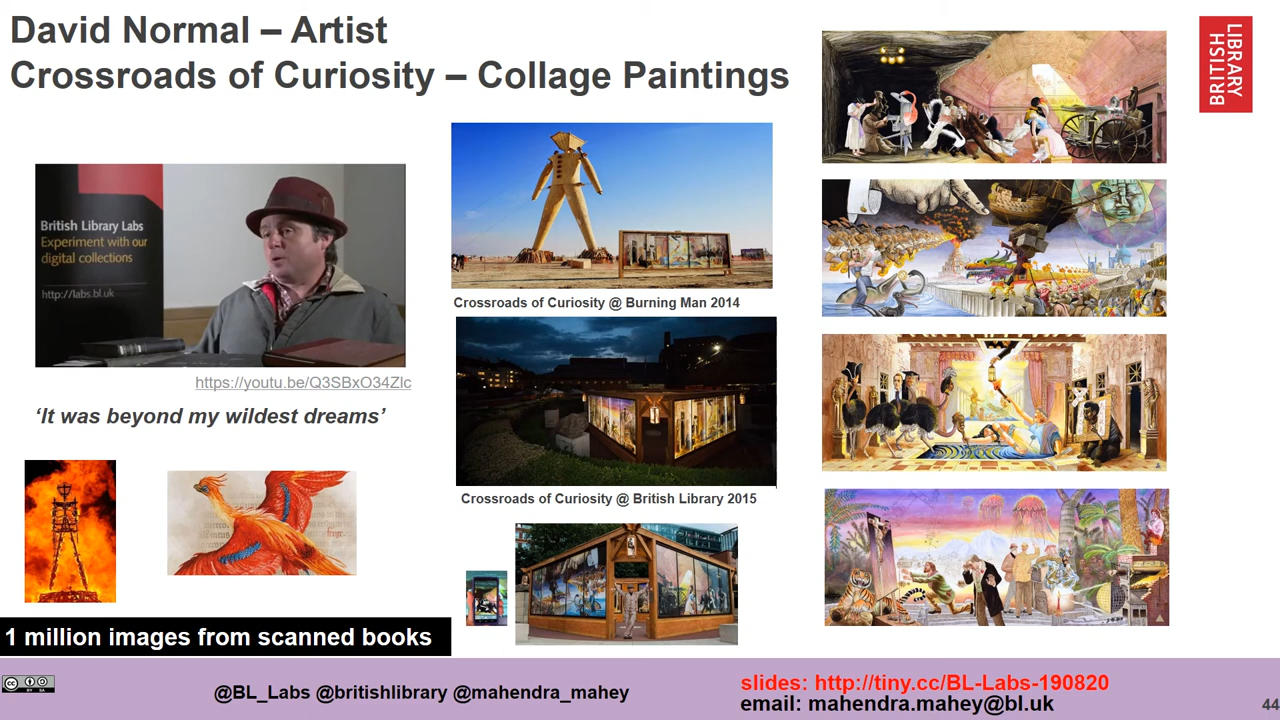 David Normal – Artist
Crossroads of Curiosity – Collage Paintings
LIBRARY
BRITISH
British Library Labs
Experiment with our
digital collections
http://labs.bl.uk
https://youtu.be/Q3SBxO34Zlc
‘It was beyond my wildest dreams’
Crossroads of Curiosity @ Burning Man 2014
Crossroads of Curiosity @ British Library 2015
1 million images from scanned books
CC BY SA
@BL_Labs @britishlibrary @mahendra_mahey
slides: http://tiny.cc/BL-Labs-190820
email: mahendra.mahey@bl.uk
44